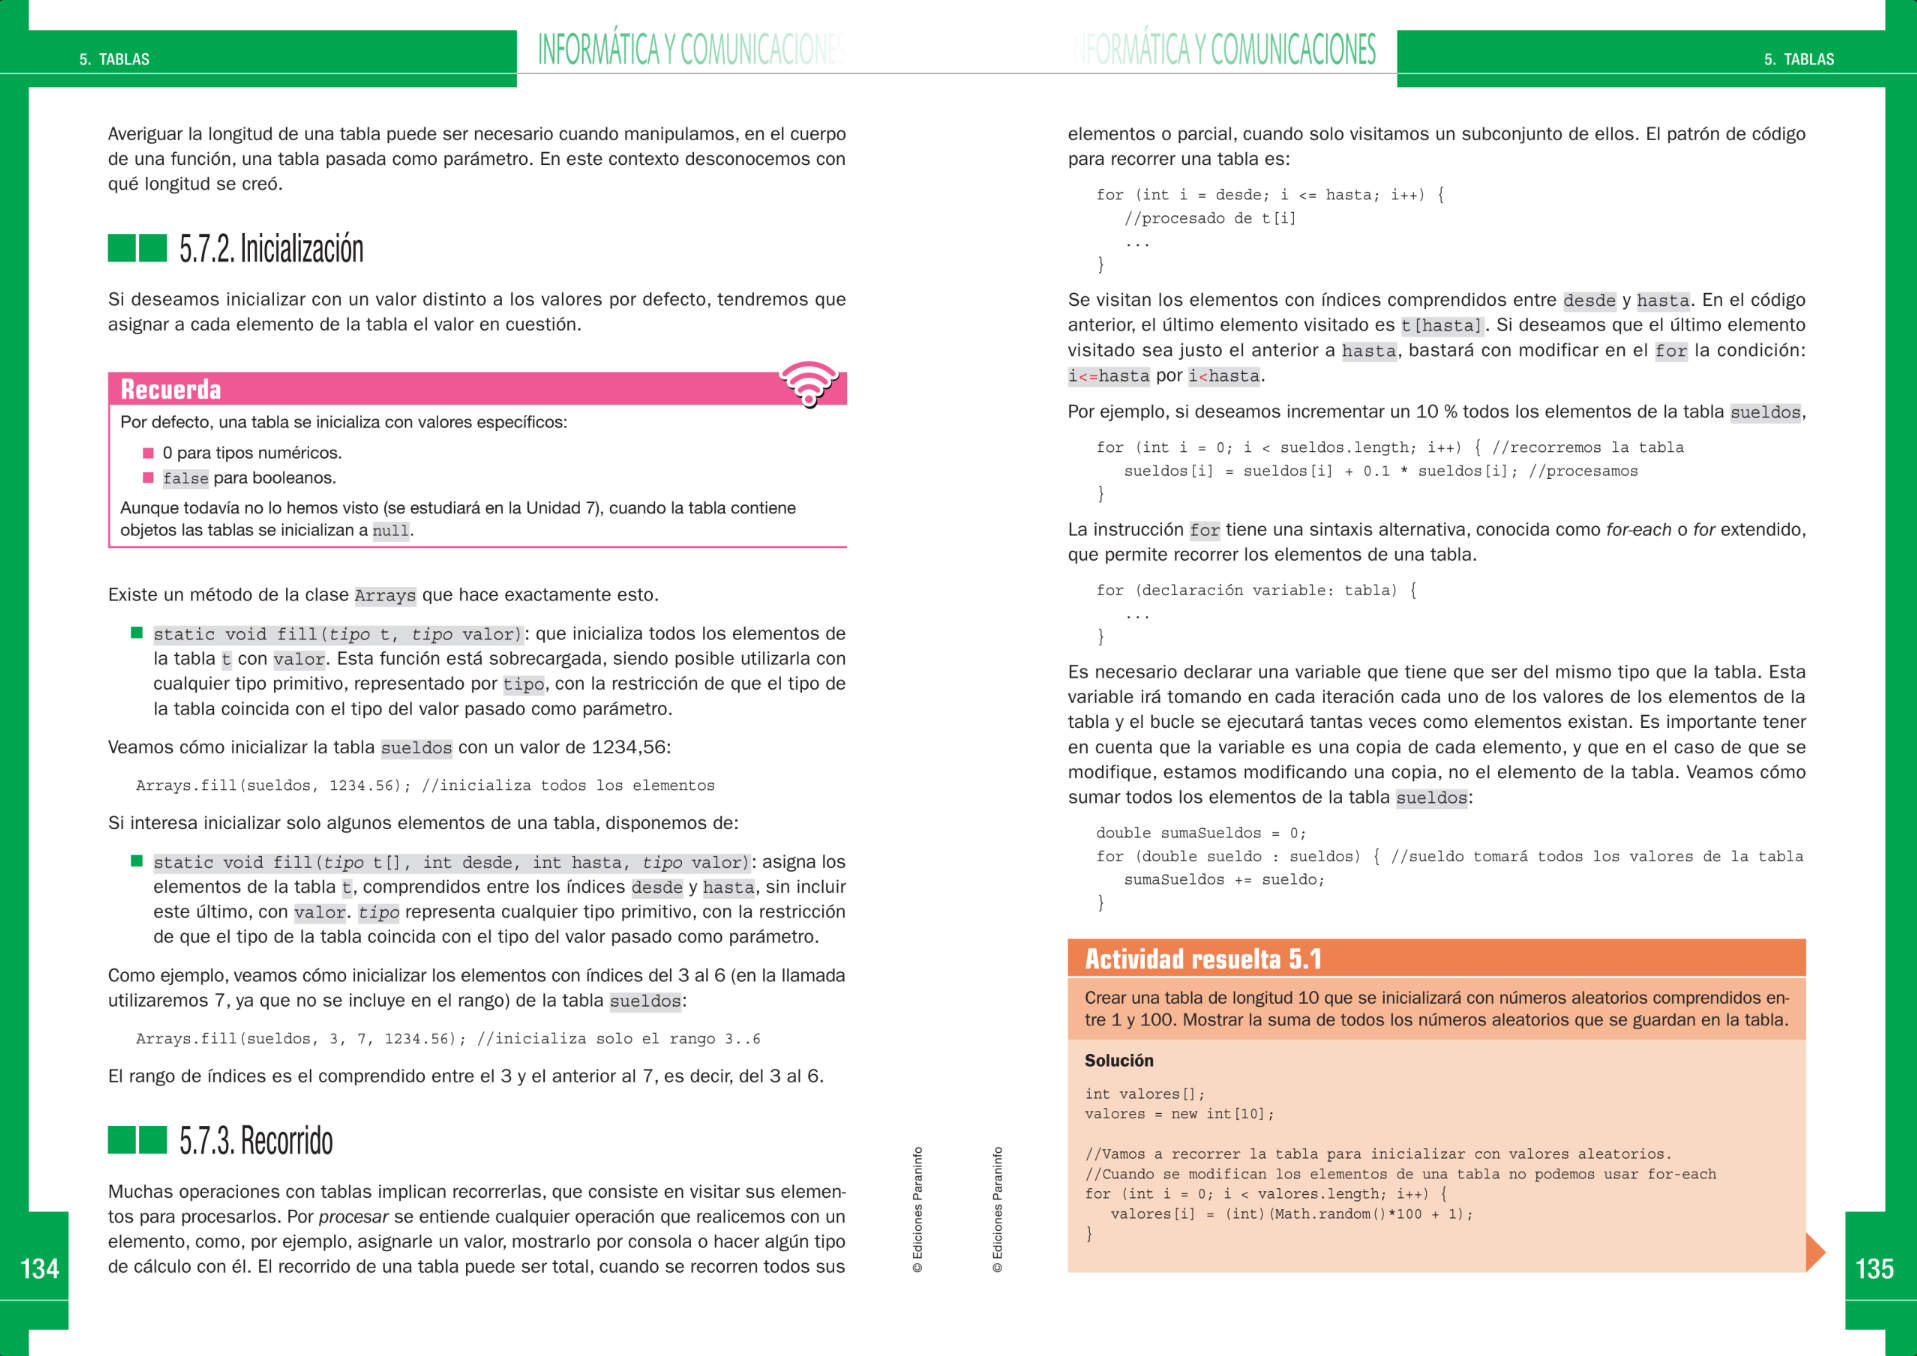 5. TABLAS
INFORMÁTICA Y COMUNICACIONES
Averiguar la longitud de una tabla puede ser necesario cuando manipulamos, en el cuerpo
de una función, una tabla pasada como parámetro. En este contexto desconocemos con
qué longitud se creó.
5.7.2. Inicialización
Si deseamos inicializar con un valor distinto a los valores por defecto, tendremos que
asignar a cada elemento de la tabla el valor en cuestión.
Recuerda
Por defecto, una tabla se inicializa con valores específicos:
0 para tipos numéricos.
false para booleanos.
Aunque todavía no lo hemos visto (se estudiará en la Unidad 7), cuando la tabla contiene
objetos las tablas se inicializan a null.
Existe un método de la clase Arrays que hace exactamente esto.
static void fill(tipo t, tipo valor): que inicializa todos los elementos de
la tabla t con valor. Esta función está sobrecargada, siendo posible utilizarla con
cualquier tipo primitivo, representado por tipo, con la restricción de que el tipo de
la tabla coincida con el tipo del valor pasado como parámetro.
Veamos cómo inicializar la tabla sueldos con un valor de 1234,56:
Arrays.fill(sueldos, 1234.56); //inicializa todos los elementos
Si interesa inicializar solo algunos elementos de una tabla, disponemos de:
static void fill(tipo t[], int desde, int hasta, tipo valor): asigna los
elementos de la tabla t, comprendidos entre los índices desde y hasta, sin incluir
este último, con valor. tipo representa cualquier tipo primitivo, con la restricción
de que el tipo de la tabla coincida con el tipo del valor pasado como parámetro.
Como ejemplo, veamos cómo inicializar los elementos con índices del 3 al 6 (en la llamada
utilizaremos 7, ya que no se incluye en el rango) de la tabla sueldos:
Arrays.fill(sueldos, 3, 7, 1234.56); //inicializa solo el rango 3..6
El rango de índices es el comprendido entre el 3 y el anterior al 7, es decir, del 3 al 6.
5.7.3. Recorrido
Muchas operaciones con tablas implican recorrerlas, que consiste en visitar sus elemen-
tos para procesarlos. Por procesar se entiende cualquier operación que realicemos con un
elemento, como, por ejemplo, asignarle un valor, mostrarlo por consola o hacer algún tipo
de cálculo con él. El recorrido de una tabla puede ser total, cuando se recorren todos sus
134
© Ediciones Paraninfo
INFORMÁTICA Y COMUNICACIONES
5. TABLAS
elementos o parcial, cuando solo visitamos un subconjunto de ellos. El patrón de código
para recorrer una tabla es:
for (int i = desde; i <= hasta; i++) {
//procesado de t[i]
...
}
Se visitan los elementos con índices comprendidos entre desde y hasta. En el código
anterior, el último elemento visitado es t[hasta]. Si deseamos que el último elemento
visitado sea justo el anterior a hasta, bastará con modificar en el for la condición:
i<=hasta por i<hasta.
Por ejemplo, si deseamos incrementar un 10 % todos los elementos de la tabla sueldos,
for (int i = 0; i < sueldos.length; i++) { //recorremos la tabla
sueldos[i] = sueldos[i] + 0.1 * sueldos[i]; //procesamos
}
La instrucción for tiene una sintaxis alternativa, conocida como for-each o for extendido,
que permite recorrer los elementos de una tabla.
for (declaración variable: tabla) {
...
}
Es necesario declarar una variable que tiene que ser del mismo tipo que la tabla. Esta
variable irá tomando en cada iteración cada uno de los valores de los elementos de la
tabla y el bucle se ejecutará tantas veces como elementos existan. Es importante tener
en cuenta que la variable es una copia de cada elemento, y que en el caso de que se
modifique, estamos modificando una copia, no el elemento de la tabla. Veamos cómo
sumar todos los elementos de la tabla sueldos:
double sumaSueldos = 0;
for (double sueldo : sueldos) { //sueldo tomará todos los valores de la tabla
sumaSueldos += sueldo;
}
Actividad resuelta 5.1
Crear una tabla de longitud 10 que se inicializará con números aleatorios comprendidos en-
tre 1 y 100. Mostrar la suma de todos los números aleatorios que se guardan en la tabla.
Solución
int valores[];
valores = new int[10];
//Vamos a recorrer la tabla para inicializar con valores aleatorios.
//Cuando se modifican los elementos de una tabla no podemos usar for-each
for (int i = 0; i < valores.length; i++) {
valores[i] = (int)(Math.random()*100 + 1);
}
© Ediciones Paraninfo
135